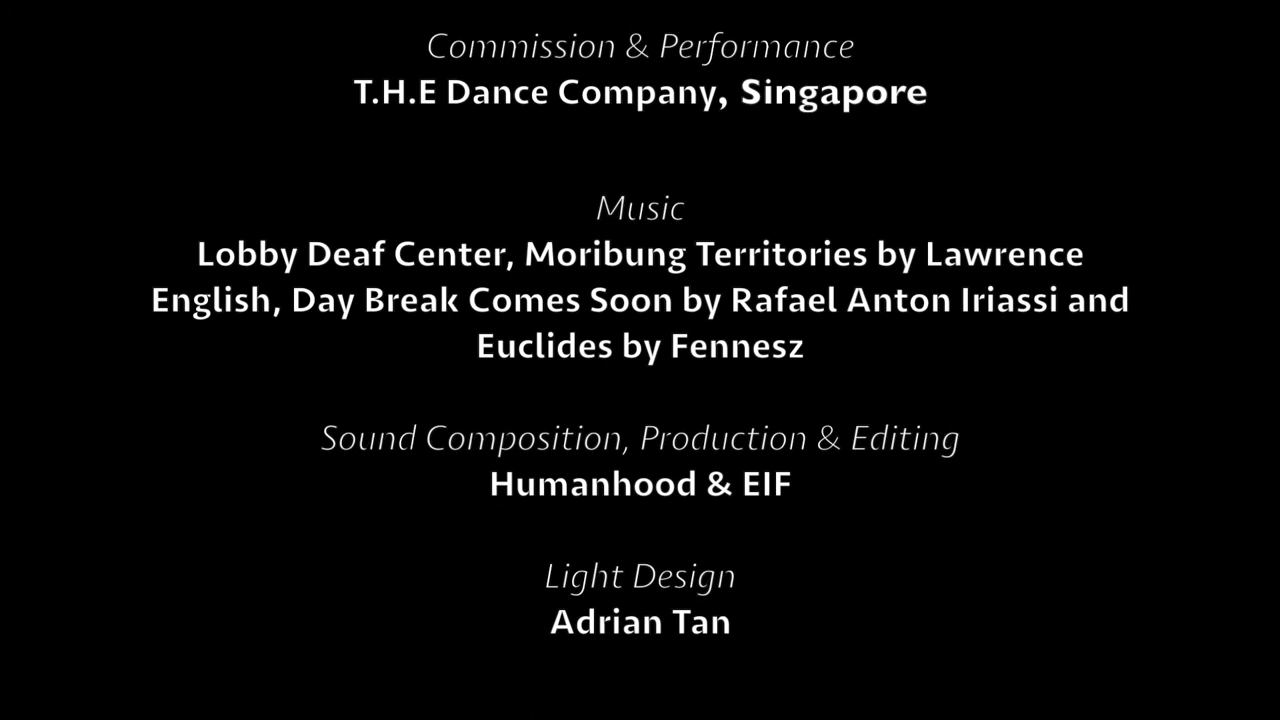 Commission & Performance
T.H.E Dance Company, Singapore
Music
Lobby Deaf Center, Moribung Territories by Lawrence
English, Day Break Comes Soon by Rafael Anton Iriassi and
Euclides by Fennesz
Sound Composition, Production & Editing
Humanhood & EIF
Light Design
Adrian Tan